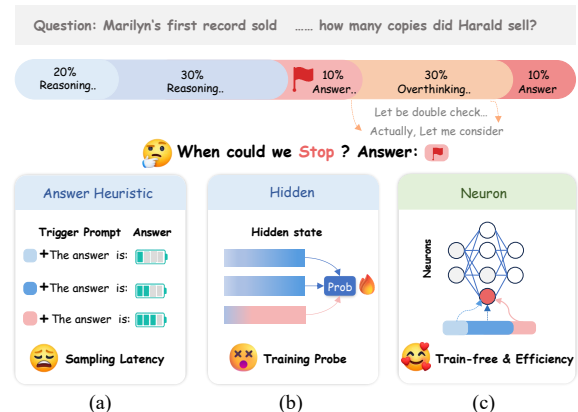 Question: Marilyn's first record sold ...... how many copies did Harald sell?
20% Reasoning..
30% Reasoning..
10% Answer..
30% Overthinking..
10% Answer
Let be double check...
Actually, Let me consider
When could we Stop ? Answer:
Answer Heuristic
Trigger Prompt Answer
+The answer is:
+The answer is:
+ The answer is:
Sampling Latency
(a)
Hidden
Hidden state
Prob
Training Probe
(b)
Neuron
Neurons
Train-free & Efficiency
(c)